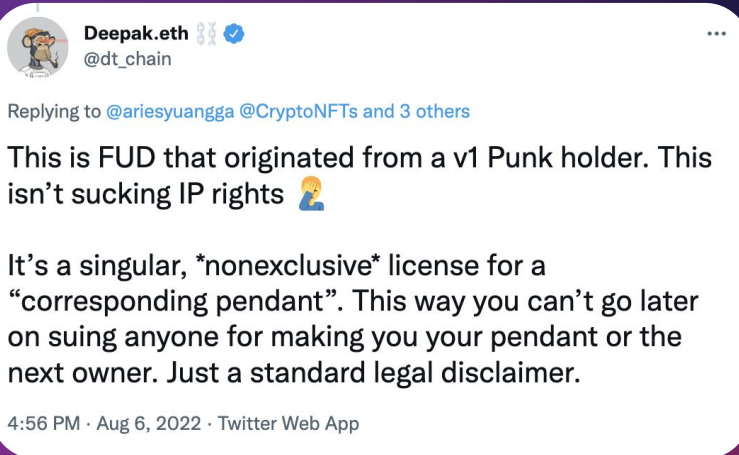 Deepak.eth ⛓️
@dt_chain
Replying to @ariesyuangga @CryptoNFTs and 3 others
This is FUD that originated from a v1 Punk holder. This
isn’t sucking IP rights 🤦‍♂️
It’s a singular, *nonexclusive* license for a
“corresponding pendant”. This way you can’t go later
on suing anyone for making you your pendant or the
next owner. Just a standard legal disclaimer.
4:56 PM · Aug 6, 2022 · Twitter Web App